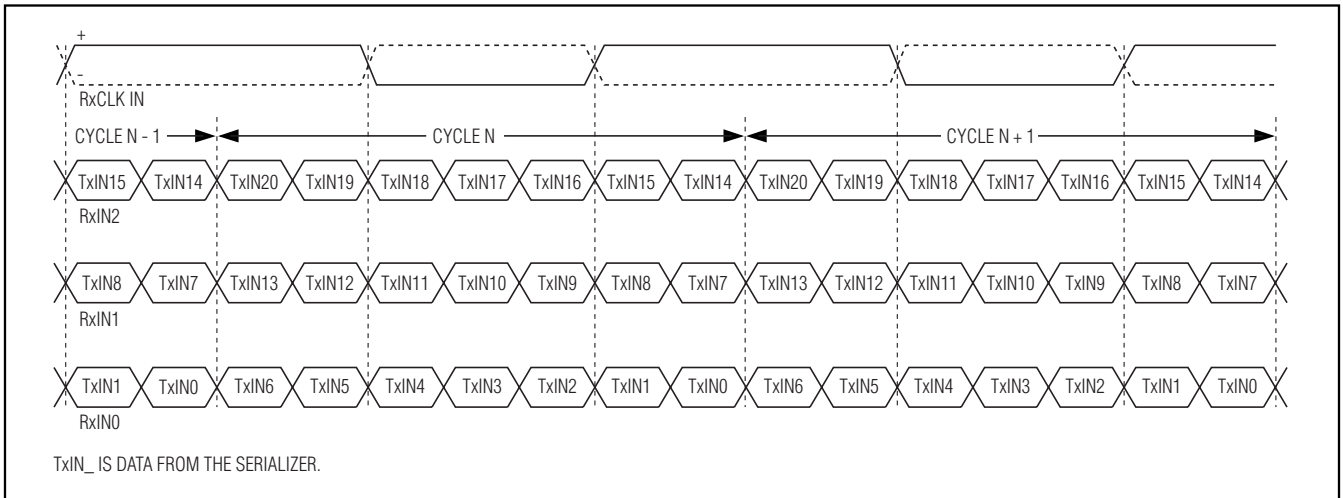 +
-
RxCLK IN
CYCLE N - 1 CYCLE N CYCLE N + 1
TxIN15 TxIN14 TxIN20 TxIN19 TxIN18 TxIN17 TxIN16 TxIN15 TxIN14 TxIN20 TxIN19 TxIN18 TxIN17 TxIN16 TxIN15 TxIN14
RxIN2
TxIN8 TxIN7 TxIN13 TxIN12 TxIN11 TxIN10 TxIN9 TxIN8 TxIN7 TxIN13 TxIN12 TxIN11 TxIN10 TxIN9 TxIN8 TxIN7
RxIN1
TxIN1 TxIN0 TxIN6 TxIN5 TxIN4 TxIN3 TxIN2 TxIN1 TxIN0 TxIN6 TxIN5 TxIN4 TxIN3 TxIN2 TxIN1 TxIN0
RxIN0
TxIN_ IS DATA FROM THE SERIALIZER.